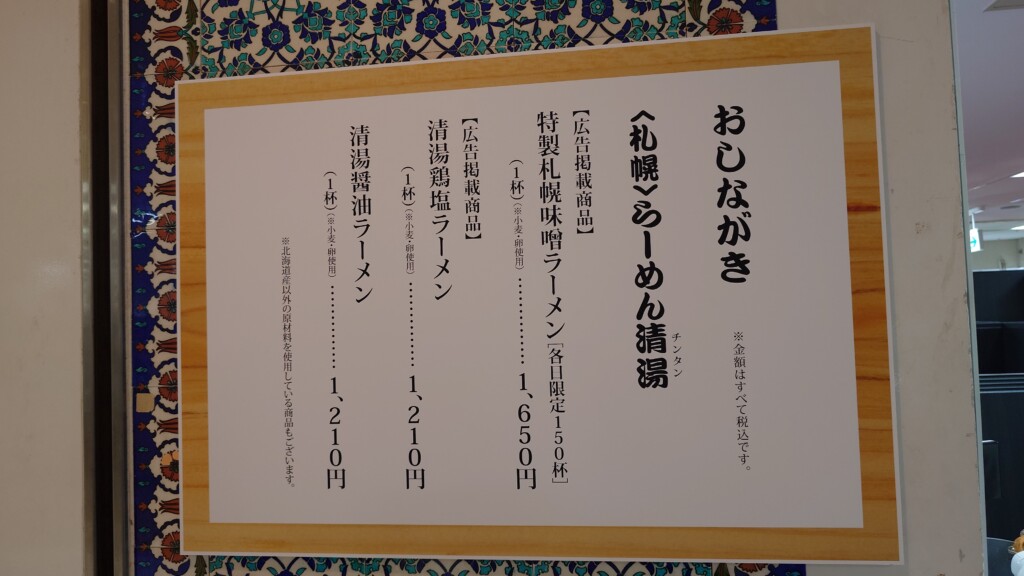 おしながき
※金額はすべて税込です。
〈札幌〉らーめん清湯
チンタン
【広告掲載商品】
特製札幌味噌ラーメン[各日限定150杯]
(1杯)(※小麦・卵使用)…………1,650円
【広告掲載商品】
清湯鶏塩ラーメン
(1杯)(※小麦・卵使用)…………1,210円
清湯醤油ラーメン
(1杯)(※小麦・卵使用)…………1,210円
※北海道産以外の原材料を使用している商品もございます。